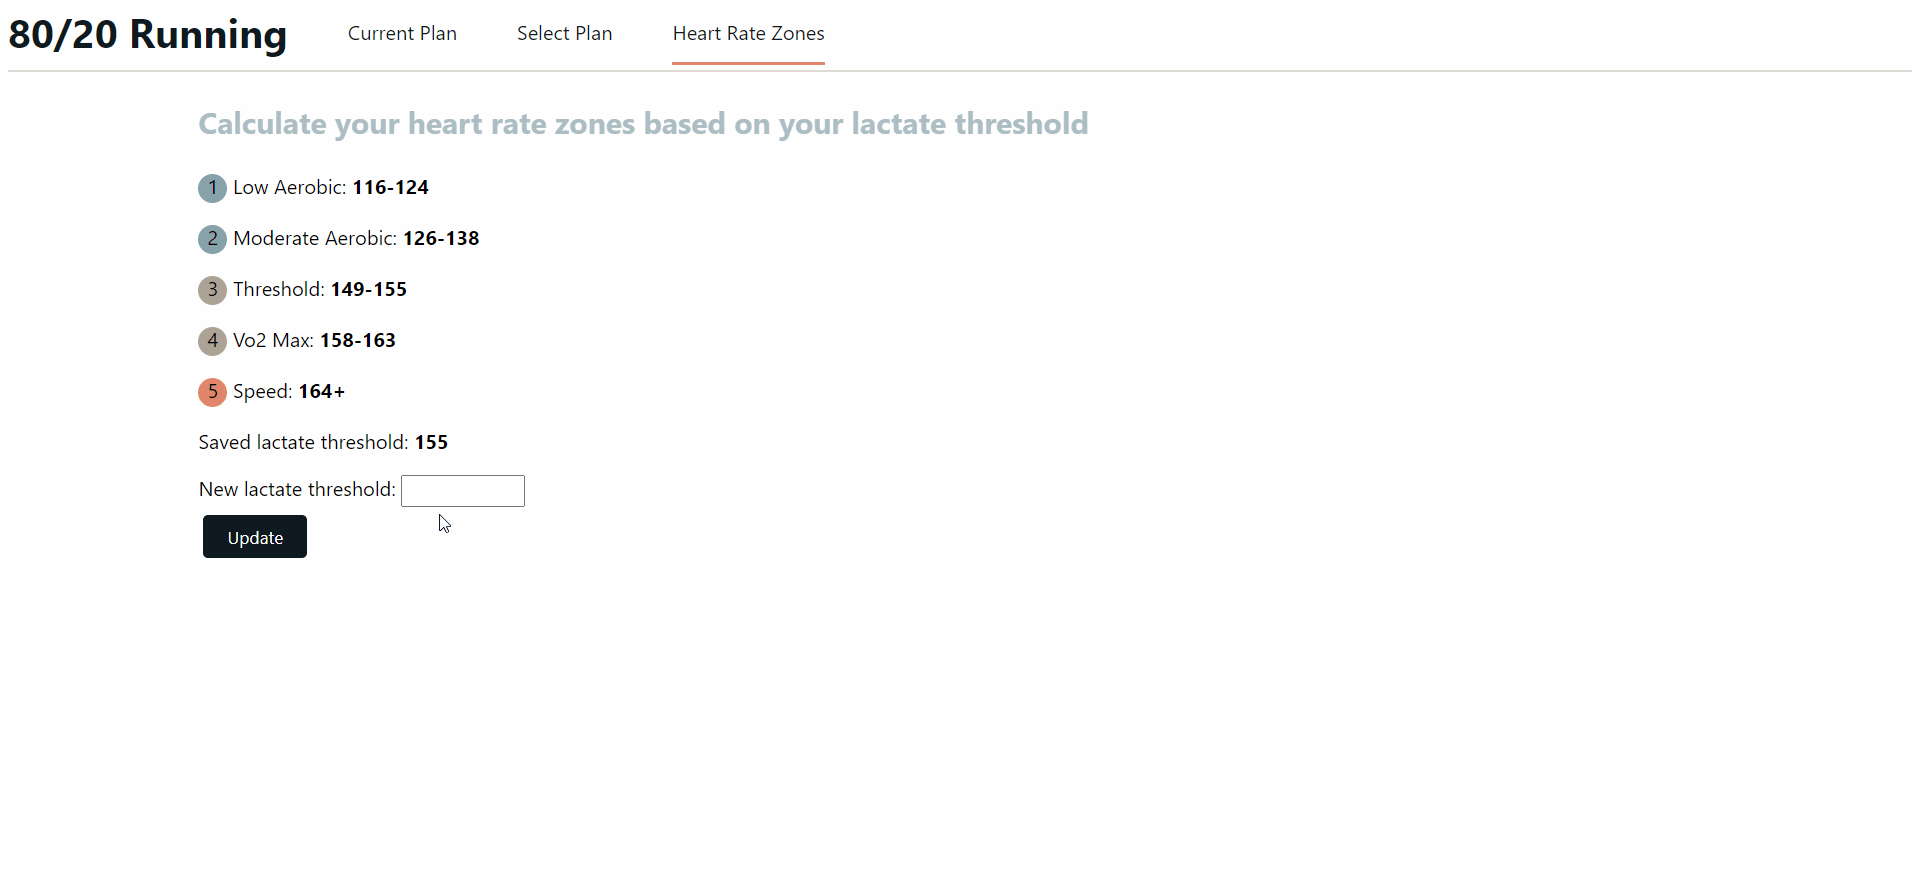 80/20 Running Current Plan Select Plan Heart Rate Zones
Calculate your heart rate zones based on your lactate threshold
1 Low Aerobic: 116-124
2 Moderate Aerobic: 126-138
3 Threshold: 149-155
4 Vo2 Max: 158-163
5 Speed: 164+
Saved lactate threshold: 155
New lactate threshold:
Update